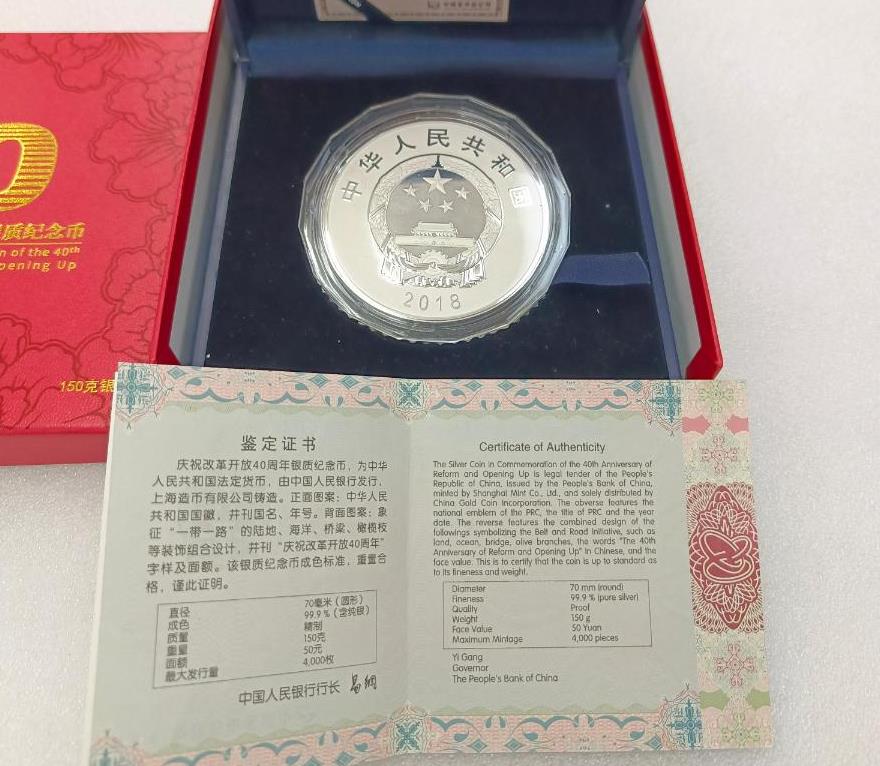 中华人民共和国
2018
质纪念币
n of the 40th
pening Up
150克银
鉴定证书
庆祝改革开放40周年银质纪念币，为中华
人民共和国法定货币，由中国人民银行发行，
上海造币有限公司铸造。正面图案：中华人民
共和国国徽，并刊国名、年号。背面图案：象
征“一带一路”的陆地、海洋、桥梁、橄榄枝
等装饰组合设计，并刊“庆祝改革开放40周年”
字样及面额。该银质纪念币成色标准，重量合
格，谨此证明。
直径 70毫米（圆形）
成色 99.9%（含纯银）
质量 精制
重量 150克
面额 50元
最大发行量 4,000枚
中国人民银行行长 易纲
Certificate of Authenticity
The Silver Coin in Commemoration of the 40th Anniversary of
Reform and Opening Up is legal tender of the People's
Republic of China, issued by the People's Bank of China,
minted by Shanghai Mint Co., Ltd., and solely distributed by
China Gold Coin Incorporation. The obverse features the
national emblem of the PRC, the title of PRC and the year
date. The reverse features the combined design of the
followings symbolizing the Belt and Road Initiative, such as
land, ocean, bridge, olive branches, the words "The 40th
Anniversary of Reform and Opening Up" in Chinese, and the
face value. This is to certify that the coin is up to standard as
to its fineness and weight.
Diameter 70 mm (round)
Fineness 99.9 % (pure silver)
Quality Proof
Weight 150 g
Face Value 50 Yuan
Maximum Mintage 4,000 pieces
Yi Gang
Governor
The People's Bank of China